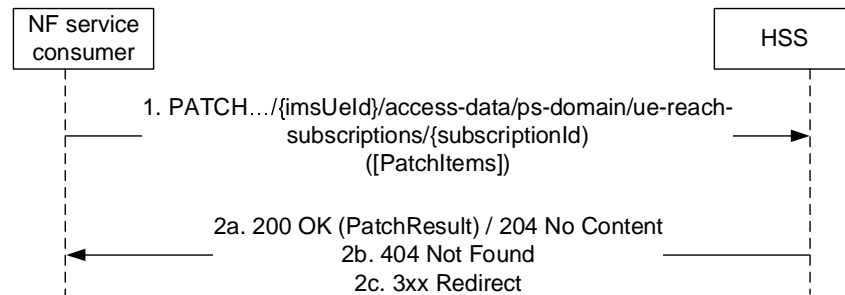 NF service
consumer
HSS
1. PATCH…/{imsUeId}/access-data/ps-domain/ue-reach-
subscriptions/{subscriptionId)
([PatchItems])
2a. 200 OK (PatchResult) / 204 No Content
2b. 404 Not Found
2c. 3xx Redirect